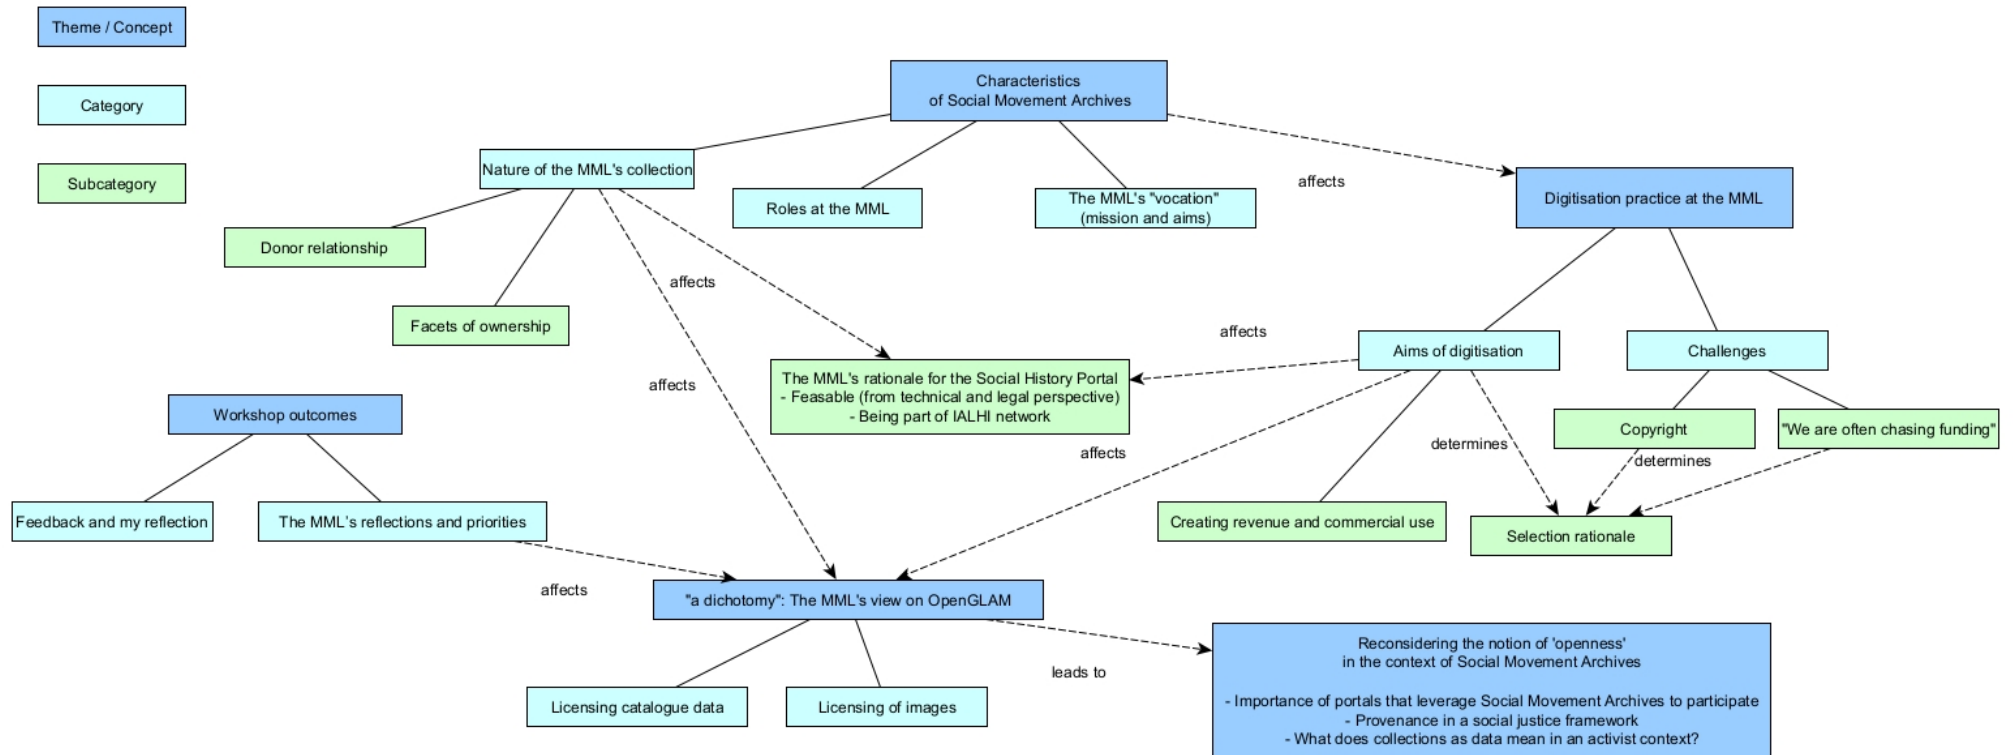 Theme / Concept
Category
Subcategory
Characteristics
of Social Movement Archives
Nature of the MML's collection
Roles at the MML
The MML's "vocation"
(mission and aims)
affects
Digitisation practice at the MML
Donor relationship
Facets of ownership
affects
affects
affects
The MML's rationale for the Social History Portal
- Feasable (from technical and legal perspective)
- Being part of IALHI network
Aims of digitisation
Challenges
Workshop outcomes
Copyright
"We are often chasing funding"
affects
determines
determines
Feedback and my reflection
The MML's reflections and priorities
Creating revenue and commercial use
Selection rationale
affects
"a dichotomy": The MML's view on OpenGLAM
leads to
Licensing catalogue data
Licensing of images
Reconsidering the notion of 'openness'
in the context of Social Movement Archives
- Importance of portals that leverage Social Movement Archives to participate
- Provenance in a social justice framework
- What does collections as data mean in an activist context?